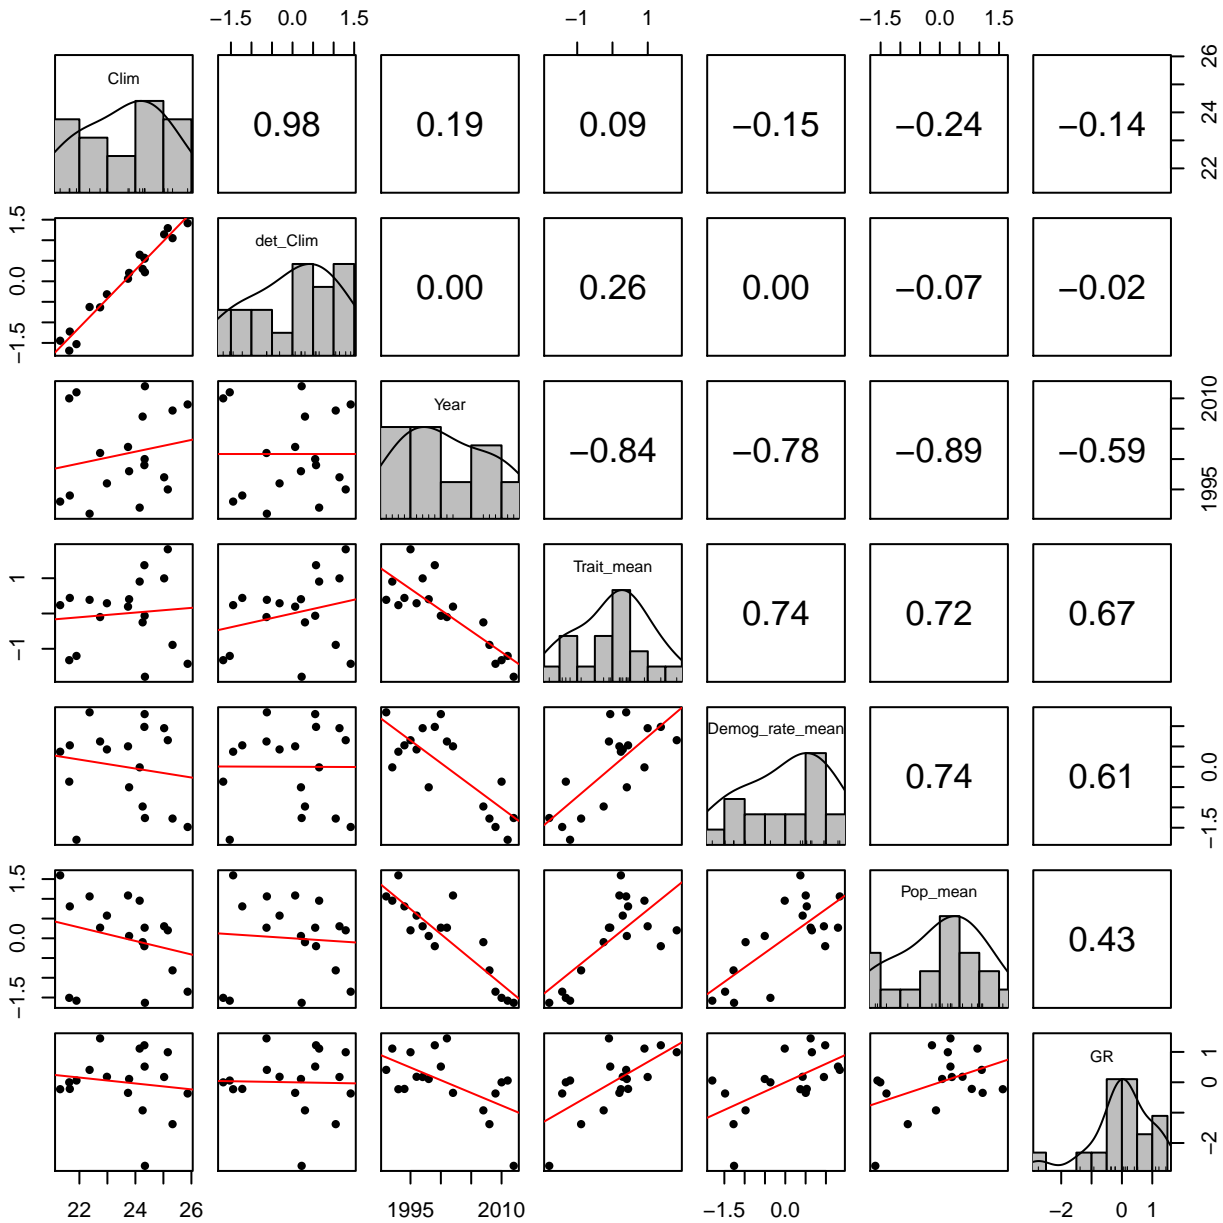 −1.5 0.0 1.5 −1 1 −1.5 0.0 1.5
Clim 0.98 0.19 0.09 −0.15 −0.24 −0.14 22 24 26
−1.5 0.0 1.5 det_Clim 0.00 0.26 0.00 −0.07 −0.02
Year −0.84 −0.78 −0.89 −0.59 1995 2010
−1 1 Trait_mean 0.74 0.72 0.67
Demog_rate_mean 0.74 0.61 −1.5 0.0
−1.5 0.0 1.5 Pop_mean 0.43
GR −2 0 1
22 24 26 1995 2010 −1.5 0.0 −2 0 1